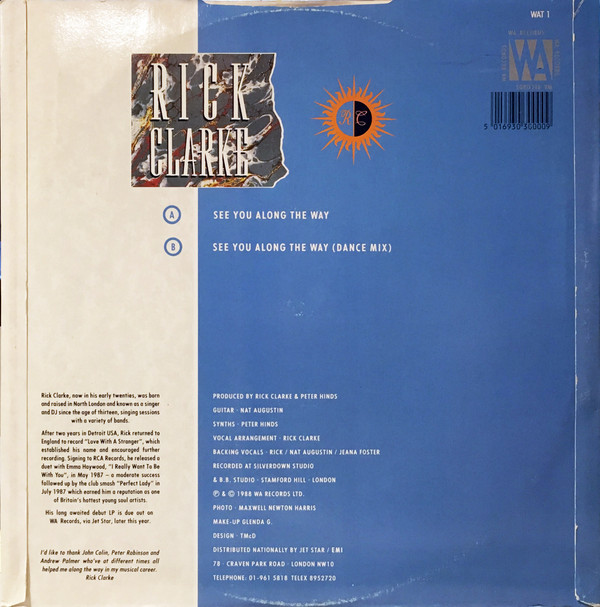 WAT 1
WA
5 016930 300009
RICK
CLARKE
R C
A SEE YOU ALONG THE WAY
B SEE YOU ALONG THE WAY (DANCE MIX)
Rick Clarke, now in his early twenties, was born
and raised in North London and known as a singer
and DJ since the age of thirteen, singing sessions
with a variety of bands.
After two years in Detroit USA, Rick returned to
England to record "Love With A Stranger", which
established his name and encouraged further
recording. Signing to RCA Records, he released a
duet with Emma Haywood, "I Really Want To Be
With You", in May 1987 – a moderate success
followed up by the club smash "Perfect Lady" in
July 1987 which earned him a reputation as one
of Britain's hottest young soul artists.
His long awaited debut LP is due out on
WA Records, via Jet Star, later this year.
I'd like to thank John Colin, Peter Robinson and
Andrew Palmer who've at different times all
helped me along the way in my musical career.
Rick Clarke
PRODUCED BY RICK CLARKE & PETER HINDS
GUITAR · NAT AUGUSTIN
SYNTHS · PETER HINDS
VOCAL ARRANGEMENT · RICK CLARKE
BACKING VOCALS · RICK / NAT AUGUSTIN / JEANA FOSTER
RECORDED AT SILVERDOWN STUDIO
& B.B. STUDIO · STAMFORD HILL · LONDON
℗ & © 1988 WA RECORDS LTD.
PHOTO · MAXWELL NEWTON HARRIS
MAKE-UP GLENDA G.
DESIGN · TMcD
DISTRIBUTED NATIONALLY BY JET STAR / EMI
78 · CRAVEN PARK ROAD · LONDON NW10
TELEPHONE: 01-961 5818 TELEX 8952720